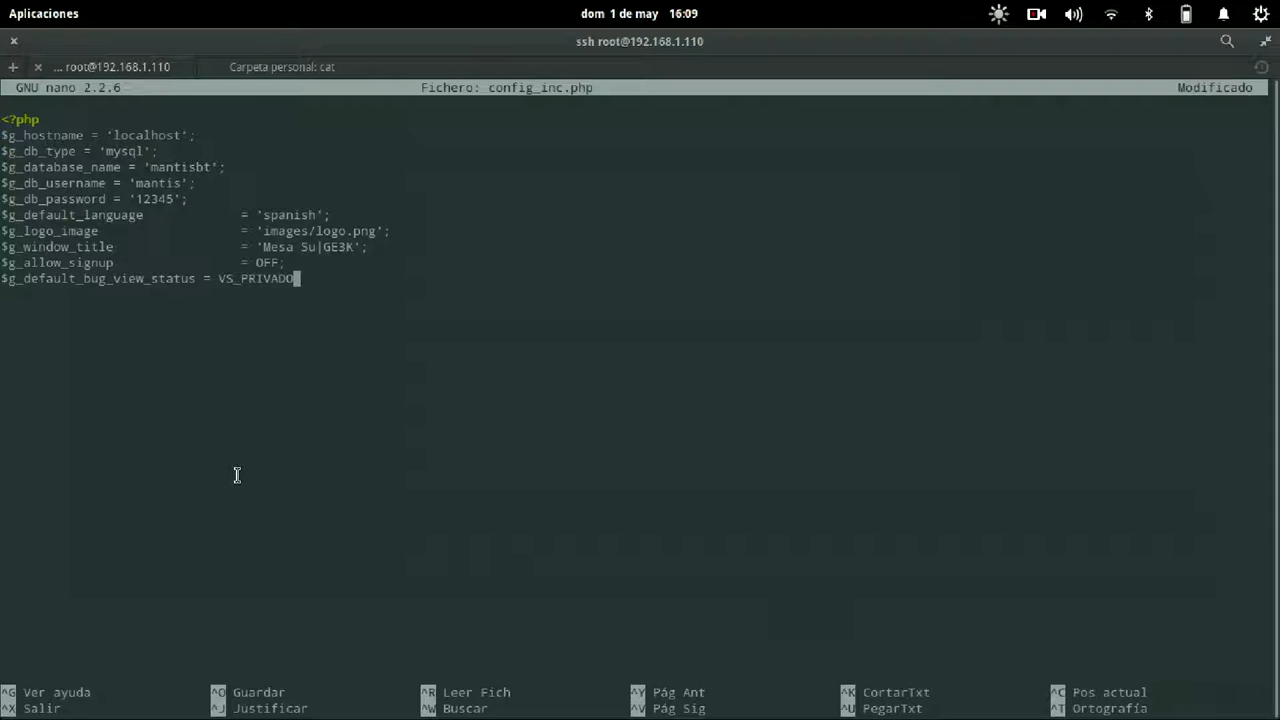 Aplicaciones dom 1 de may 16:09
ssh root@192.168.1.110
... root@192.168.1.110 Carpeta personal: cat
GNU nano 2.2.6 Fichero: config_inc.php Modificado
<?php
$g_hostname = 'localhost';
$g_db_type = 'mysql';
$g_database_name = 'mantisbt';
$g_db_username = 'mantis';
$g_db_password = '12345';
$g_default_language = 'spanish';
$g_logo_image = 'images/logo.png';
$g_window_title = 'Mesa Su|GE3K';
$g_allow_signup = OFF;
$g_default_bug_view_status = VS_PRIVADO
^G Ver ayuda ^O Guardar ^R Leer Fich ^Y Pág Ant ^K CortarTxt ^C Pos actual
^X Salir ^J Justificar ^W Buscar ^V Pág Sig ^U PegarTxt ^T Ortografía